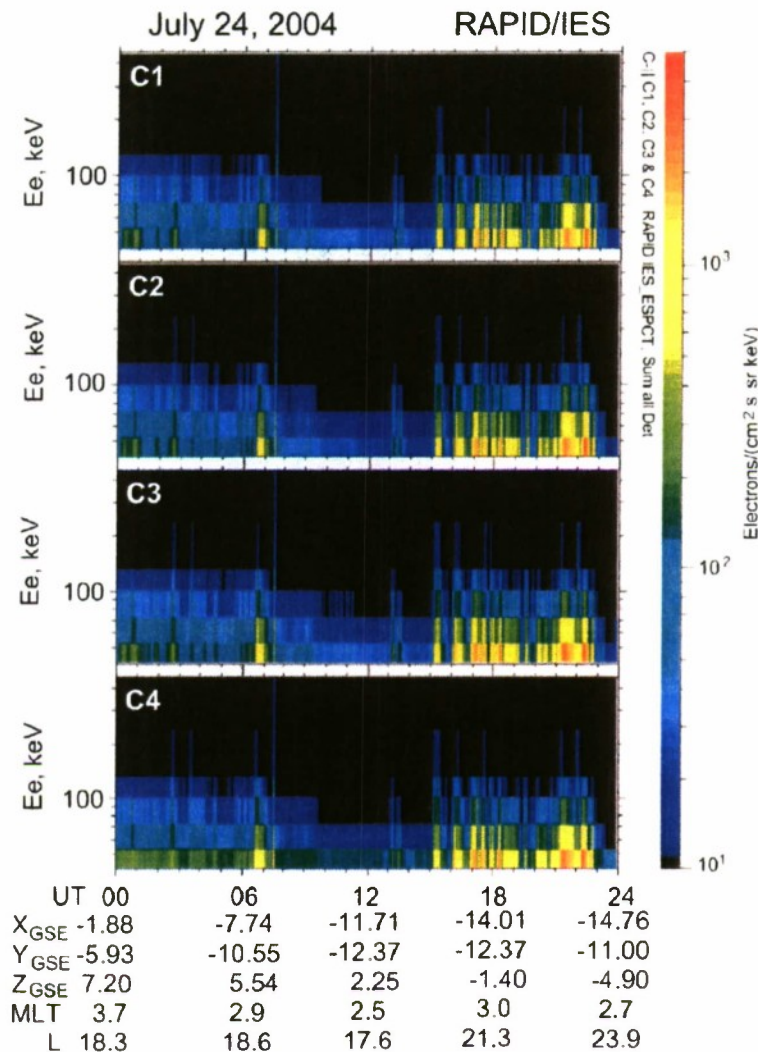 July 24, 2004 RAPID/IES
C1
Ee, keV
100
C2
Ee, keV
100
C3
Ee, keV
100
C4
Ee, keV
100
C1, C2, C3 & C4 RAPID IES_ESPCT, Sum all Det
10³
10²
10¹
Electrons/(cm² s sr keV)
UT 00 06 12 18 24
X_GSE -1.88 -7.74 -11.71 -14.01 -14.76
Y_GSE -5.93 -10.55 -12.37 -12.37 -11.00
Z_GSE 7.20 5.54 2.25 -1.40 -4.90
MLT 3.7 2.9 2.5 3.0 2.7
L 18.3 18.6 17.6 21.3 23.9